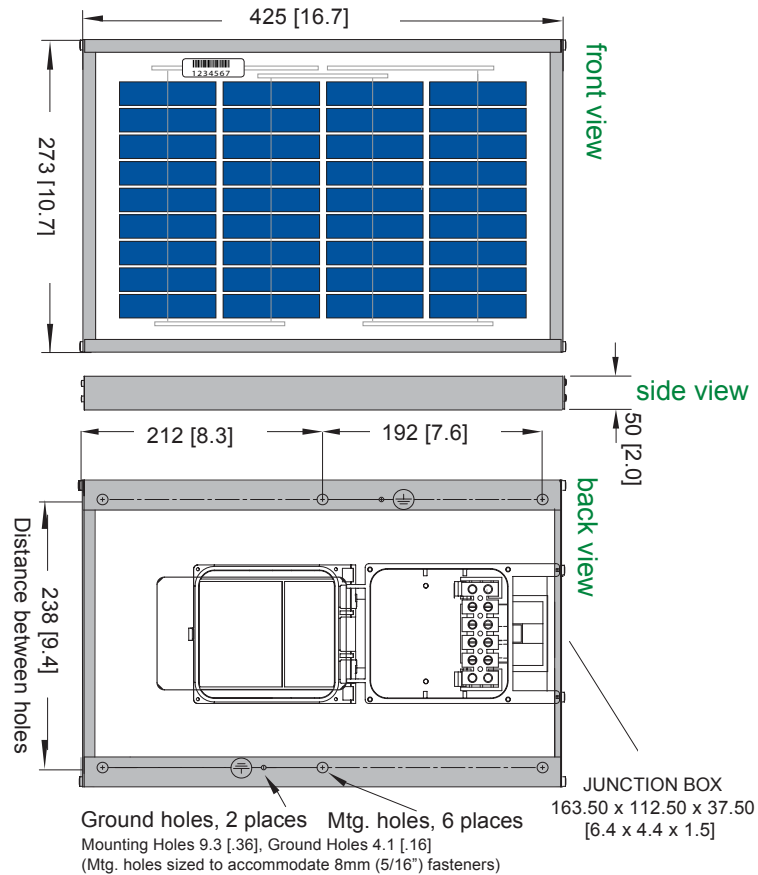 425 [16.7]
1234567
front view
273 [10.7]
side view
50 [2.0]
212 [8.3]
192 [7.6]
back view
238 [9.4]
Distance between holes
JUNCTION BOX
163.50 x 112.50 x 37.50
[6.4 x 4.4 x 1.5]
Ground holes, 2 places
Mtg. holes, 6 places
Mounting Holes 9.3 [.36], Ground Holes 4.1 [.16]
(Mtg. holes sized to accommodate 8mm (5/16”) fasteners)